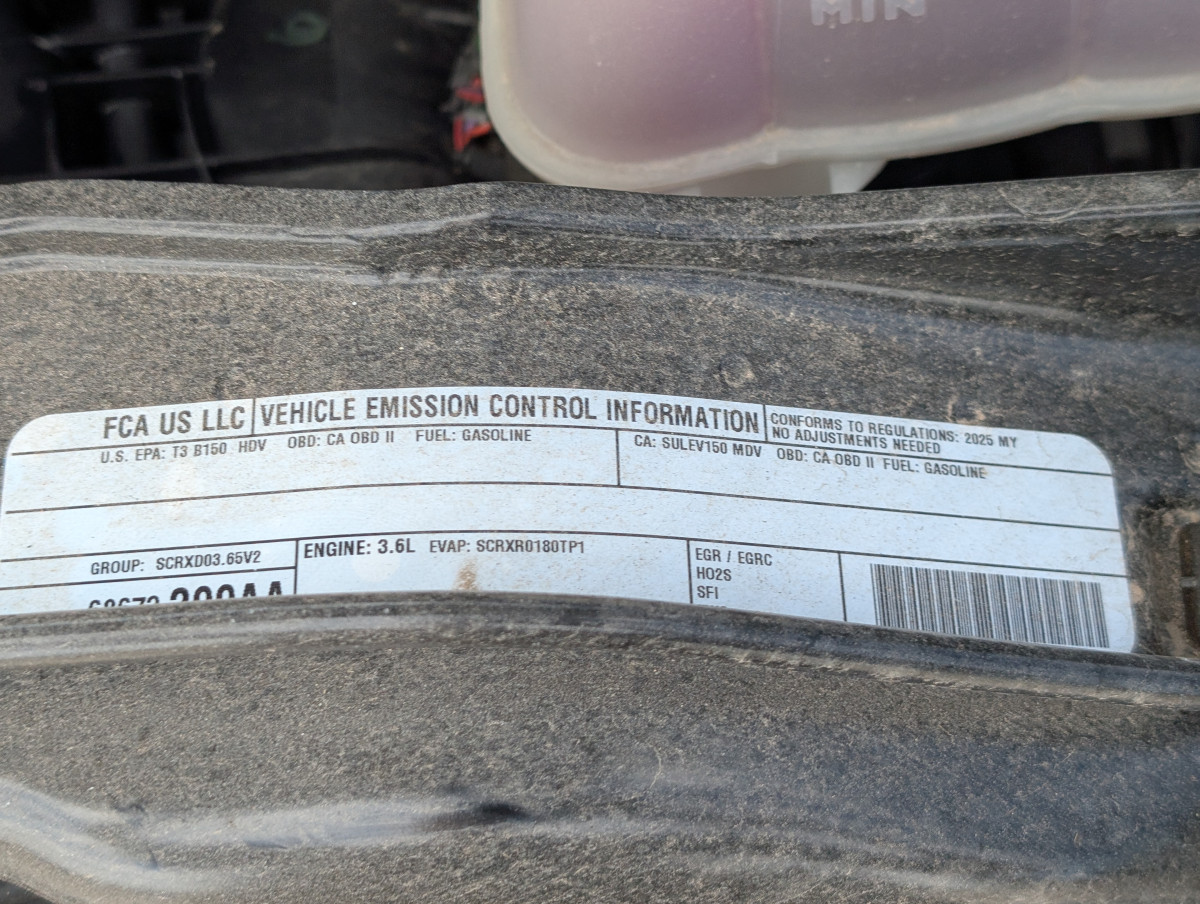 MIN
FCA US LLC VEHICLE EMISSION CONTROL INFORMATION CONFORMS TO REGULATIONS: 2025 MY
NO ADJUSTMENTS NEEDED
U.S. EPA: T3 B150 HDV OBD: CA OBD II FUEL: GASOLINE CA: SULEV150 MDV OBD: CA OBD II FUEL: GASOLINE
GROUP: SCRXD03.65V2 ENGINE: 3.6L EVAP: SCRXR0180TP1 EGR / EGRC
HO2S
SFI